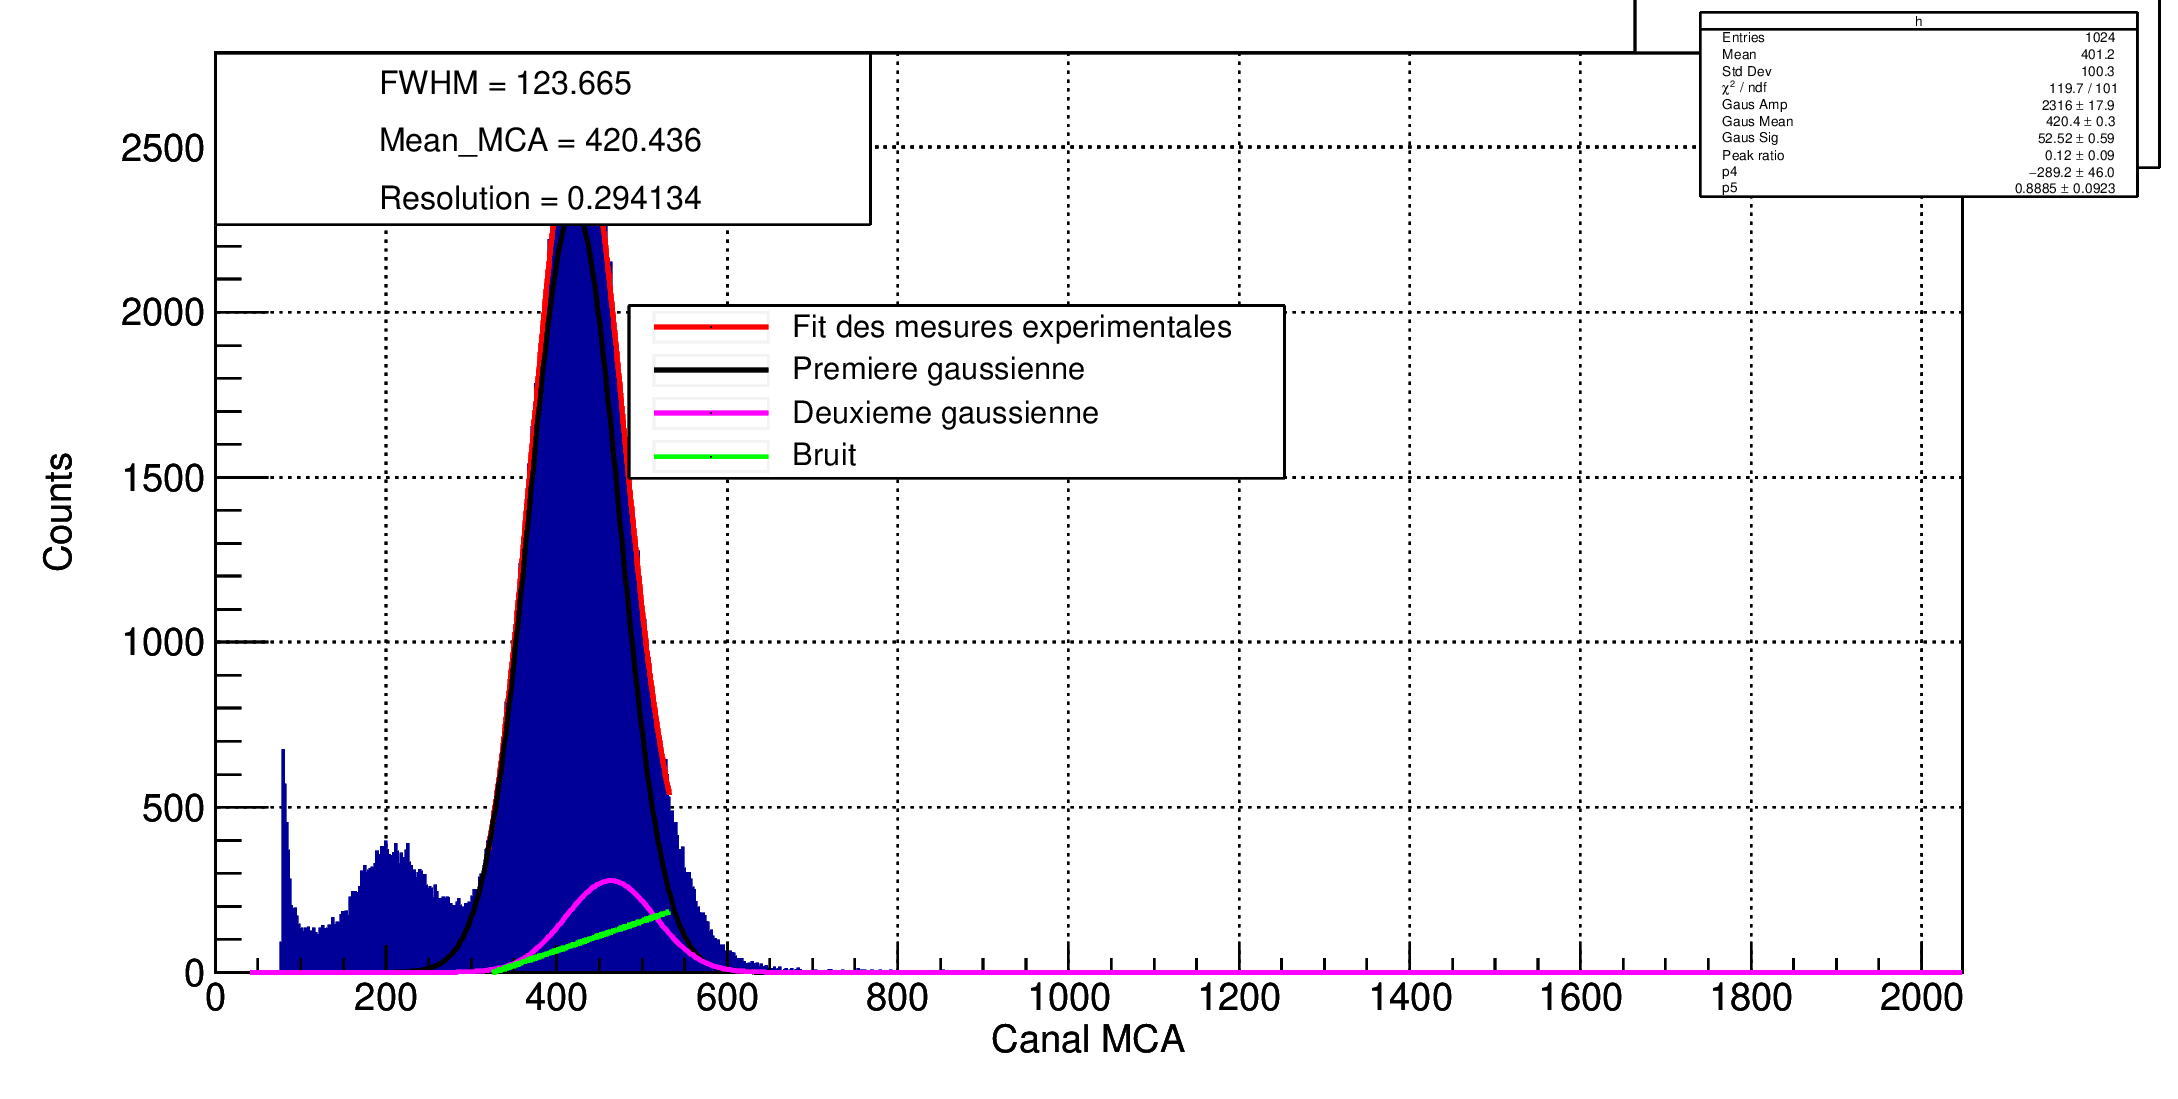 FWHM = 123.665
Mean_MCA = 420.436
Resolution = 0.294134
h
Entries 1024
Mean 401.2
Std Dev 100.3
χ² / ndf 119.7 / 101
Gaus Amp 2316 ± 17.9
Gaus Mean 420.4 ± 0.3
Gaus Sig 52.52 ± 0.59
Peak ratio 0.12 ± 0.09
p4 −289.2 ± 46.0
p5 0.8885 ± 0.0923
Fit des mesures experimentales
Premiere gaussienne
Deuxieme gaussienne
Bruit
2500
2000
1500
1000
500
0
Counts
0 200 400 600 800 1000 1200 1400 1600 1800 2000
Canal MCA